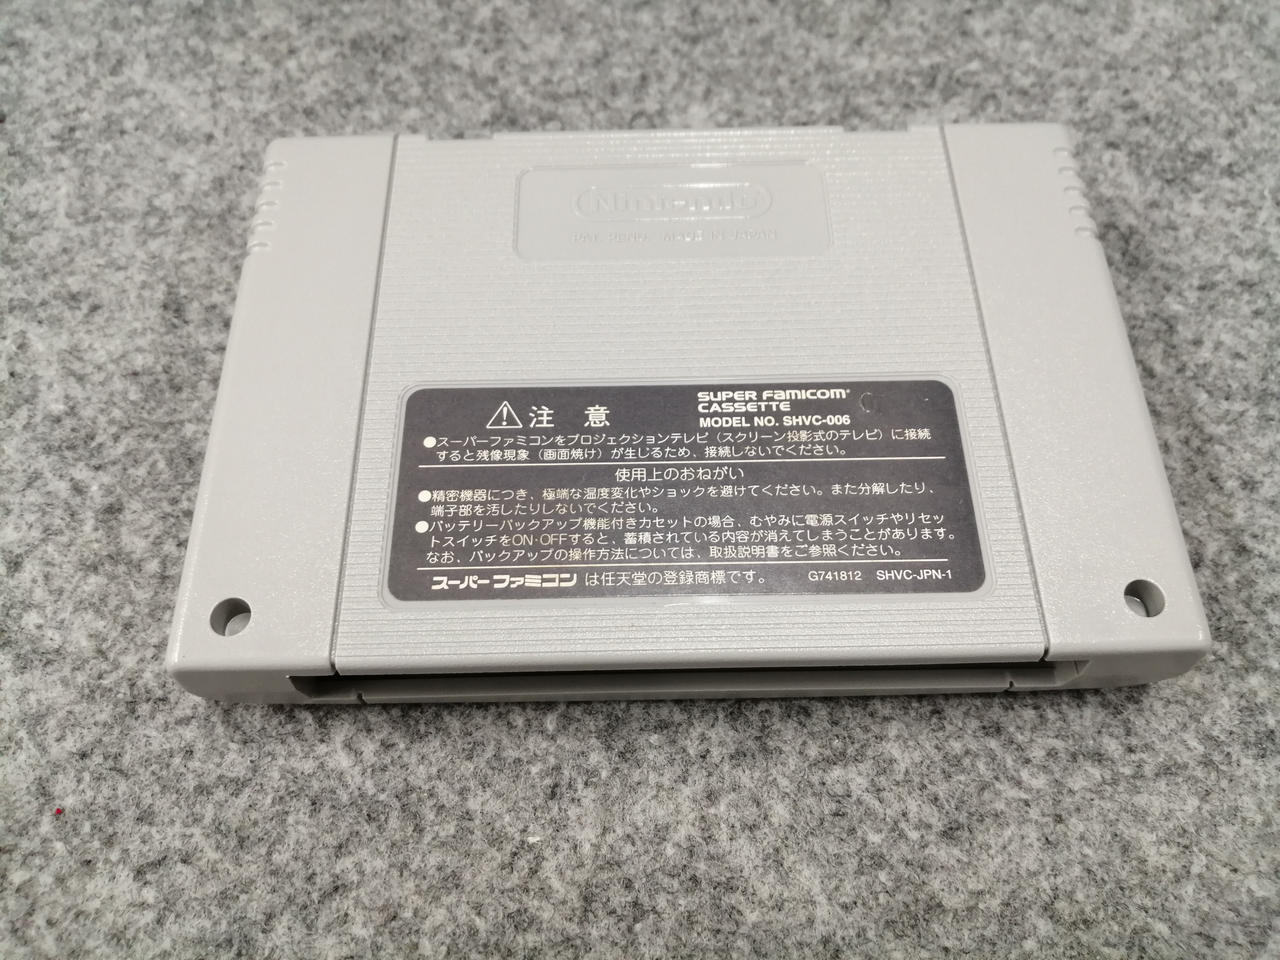 Nintendo
PAT. PEND. MADE IN JAPAN
注 意
SUPER FAMICOM®
CASSETTE
MODEL NO. SHVC-006
●スーパーファミコンをプロジェクションテレビ（スクリーン投影式のテレビ）に接続
すると残像現象（画面焼け）が生じるため、接続しないでください。
使用上のおねがい
●精密機器につき、極端な温度変化やショックを避けてください。また分解したり、
端子部を汚したりしないでください。
●バッテリーバックアップ機能付きカセットの場合、むやみに電源スイッチやリセッ
トスイッチをON・OFFすると、蓄積されている内容が消えてしまうことがあります。
なお、バックアップの操作方法については、取扱説明書をご参照ください。
スーパーファミコン は任天堂の登録商標です。 G741812 SHVC-JPN-1